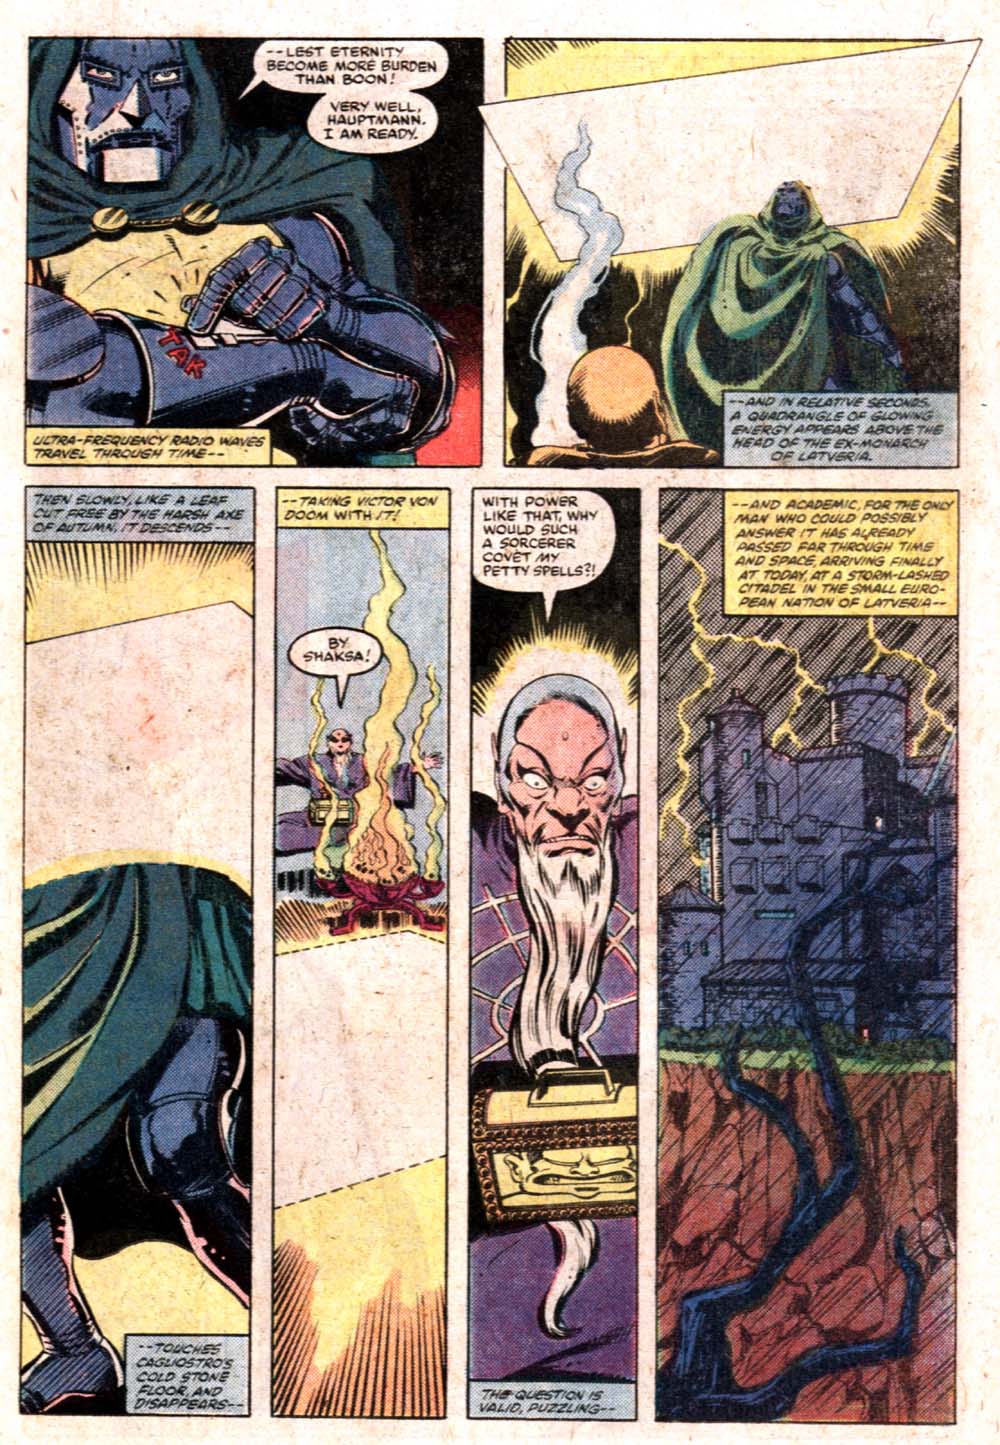 --LEST ETERNITY
BECOME MORE BURDEN
THAN BOON!
VERY WELL,
HAUPTMANN.
I AM READY.
TAK
ULTRA-FREQUENCY RADIO WAVES
TRAVEL THROUGH TIME--
--AND IN RELATIVE SECONDS,
A QUADRANGLE OF GLOWING
ENERGY APPEARS ABOVE THE
HEAD OF THE EX-MONARCH
OF LATVERIA.
THEN SLOWLY, LIKE A LEAF
CUT FREE BY THE HARSH AXE
OF AUTUMN, IT DESCENDS--
--TOUCHES
CAGLIOSTRO'S
COLD STONE
FLOOR, AND
DISAPPEARS--
--TAKING VICTOR VON
DOOM WITH IT!
BY
SHAKSA!
WITH POWER
LIKE THAT, WHY
WOULD SUCH
A SORCERER
COVET MY
PETTY SPELLS?!
THE QUESTION IS
VALID, PUZZLING--
--AND ACADEMIC, FOR THE ONLY
MAN WHO COULD POSSIBLY
ANSWER IT HAS ALREADY
PASSED FAR THROUGH TIME
AND SPACE, ARRIVING FINALLY
AT TODAY, AT A STORM-LASHED
CITADEL IN THE SMALL EURO-
PEAN NATION OF LATVERIA--